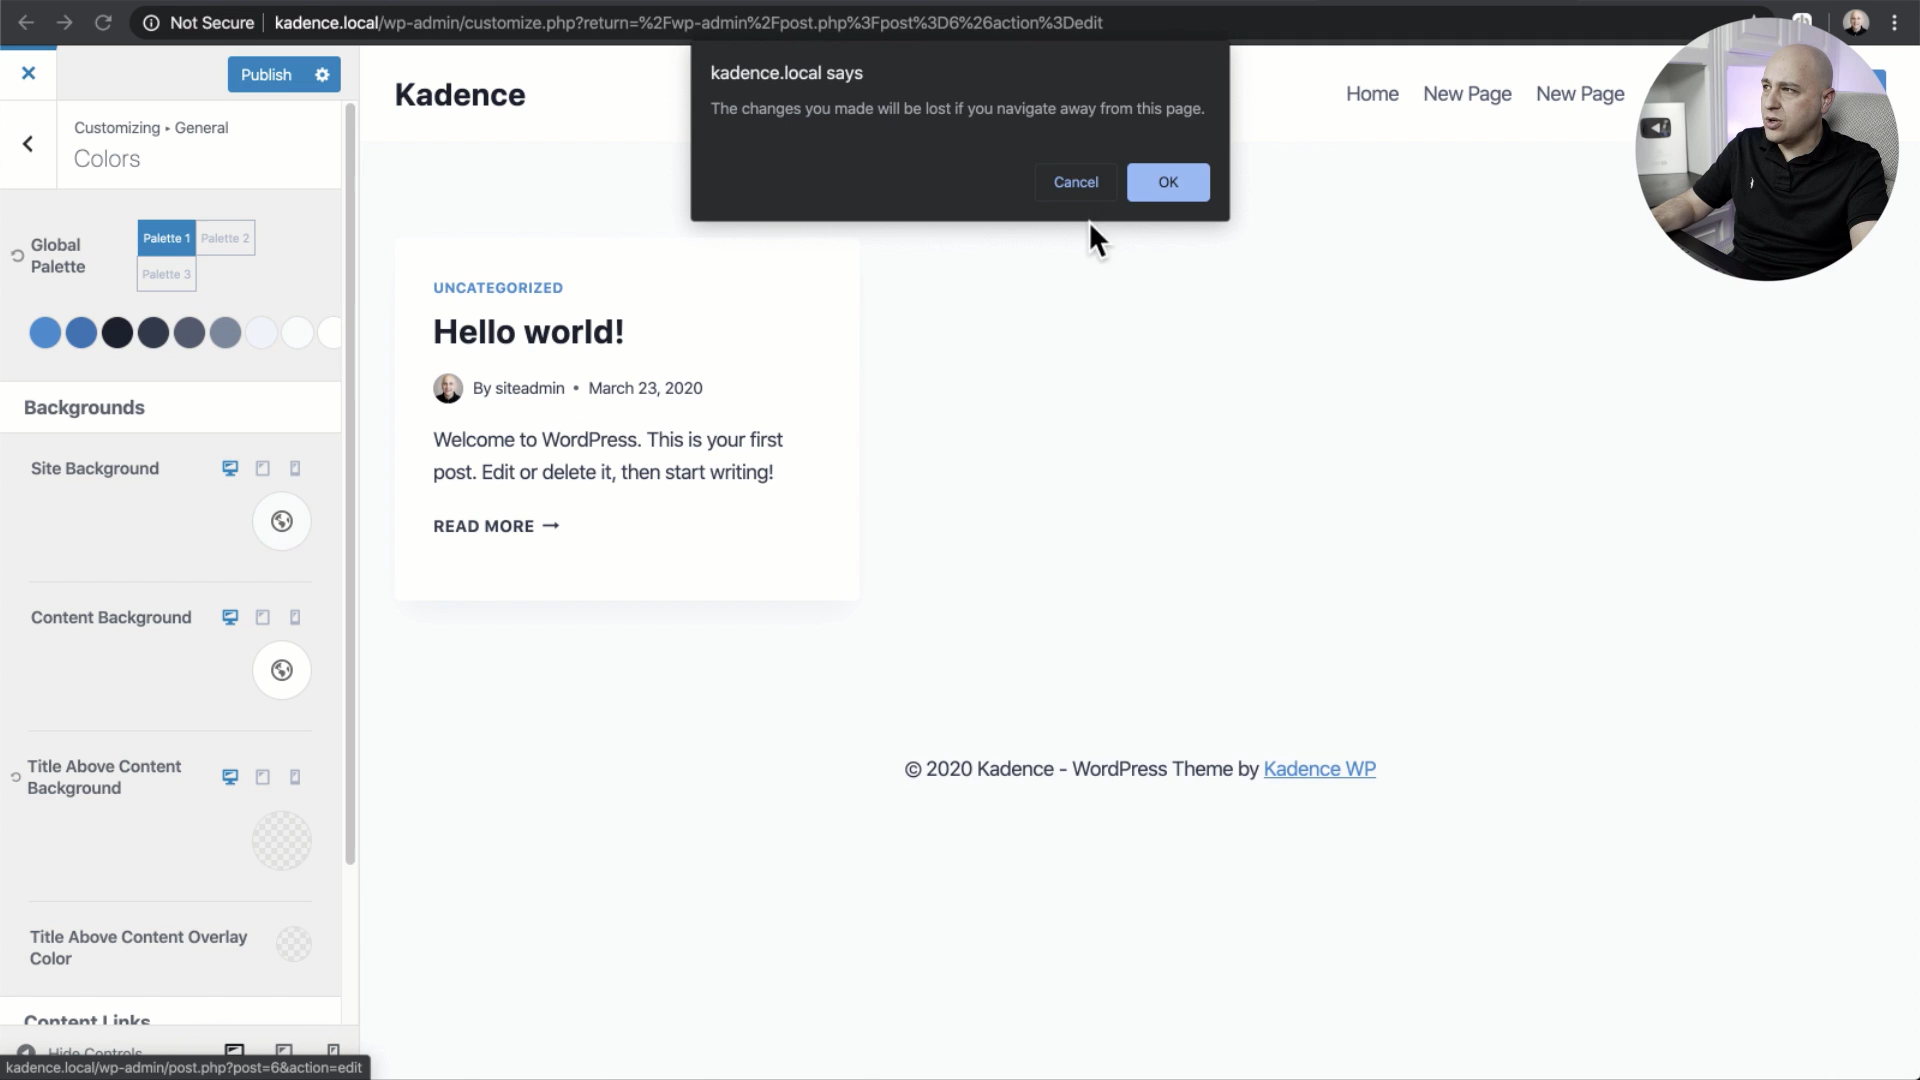 Not Secure
kadence.local/wp-admin/customize.php?return=%2Fwp-admin%2Fpost.php%3Fpost%3D6%26action%3Dedit
Publish
Customizing ▸ General
Colors
Global
Palette
Palette 1
Palette 2
Palette 3
Backgrounds
Site Background
Content Background
Title Above Content
Background
Title Above Content Overlay
Color
Content Links
Hide Controls
kadence.local/wp-admin/post.php?post=6&action=edit
kadence.local says
The changes you made will be lost if you navigate away from this page.
Cancel
OK
Kadence
Home
New Page
New Page
UNCATEGORIZED
Hello world!
By siteadmin • March 23, 2020
Welcome to WordPress. This is your first
post. Edit or delete it, then start writing!
READ MORE →
© 2020 Kadence - WordPress Theme by Kadence WP